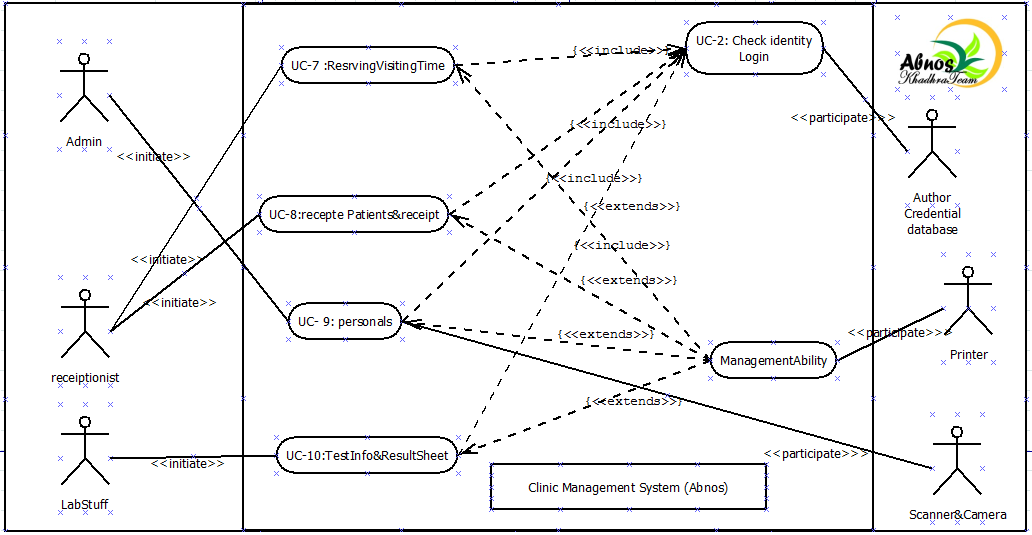 UC-2: Check identity
Login
{<<include>>}
UC-7 :ResrvingVisitingTime
Abnos
KhadhraTeam
<<participate>>>
{<<include>>}
Admin
<<initiate>>
{<<include>>}
Author
Credential
database
{<<extends>>}
UC-8:recepte Patients&receipt
{<<include>>}
<<initiate>>
{<<extends>>}
<<initiate>>
UC- 9: personals
{<<extends>>}
<<participate>>>
Printer
ManagementAbility
receiptionist
{<<extends>>}
UC-10:TestInfo&ResultSheet
<<participate>>>
<<initiate>>
Clinic Management System (Abnos)
LabStuff
Scanner&Camera